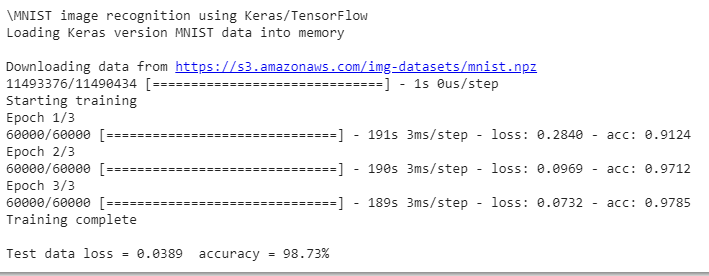 \MNIST image recognition using Keras/TensorFlow
Loading Keras version MNIST data into memory
Downloading data from https://s3.amazonaws.com/img-datasets/mnist.npz
11493376/11490434 [==============================] - 1s 0us/step
Starting training
Epoch 1/3
60000/60000 [==============================] - 191s 3ms/step - loss: 0.2840 - acc: 0.9124
Epoch 2/3
60000/60000 [==============================] - 190s 3ms/step - loss: 0.0969 - acc: 0.9712
Epoch 3/3
60000/60000 [==============================] - 189s 3ms/step - loss: 0.0732 - acc: 0.9785
Training complete
Test data loss = 0.0389  accuracy = 98.73%